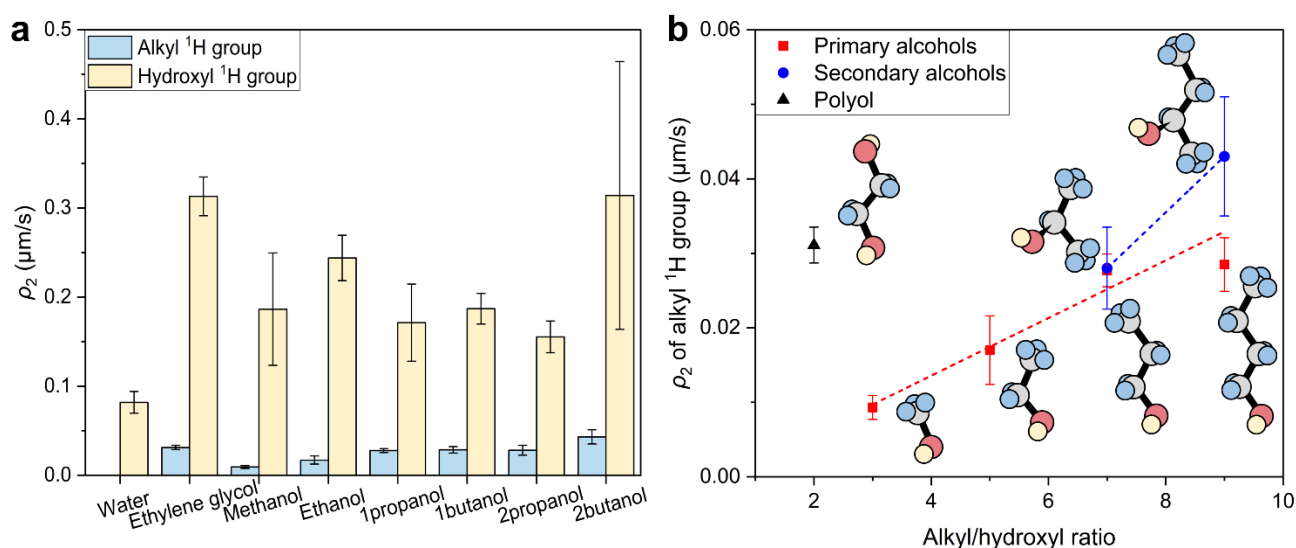 a
Alkyl ¹H group
Hydroxyl ¹H group
ρ₂ (µm/s)
0.5
0.4
0.3
0.2
0.1
0.0
Water
Ethylene glycol
Methanol
Ethanol
1propanol
1butanol
2propanol
2butanol
b
Primary alcohols
Secondary alcohols
Polyol
ρ₂ of alkyl ¹H group (µm/s)
0.06
0.04
0.02
0.00
2
4
6
8
10
Alkyl/hydroxyl ratio